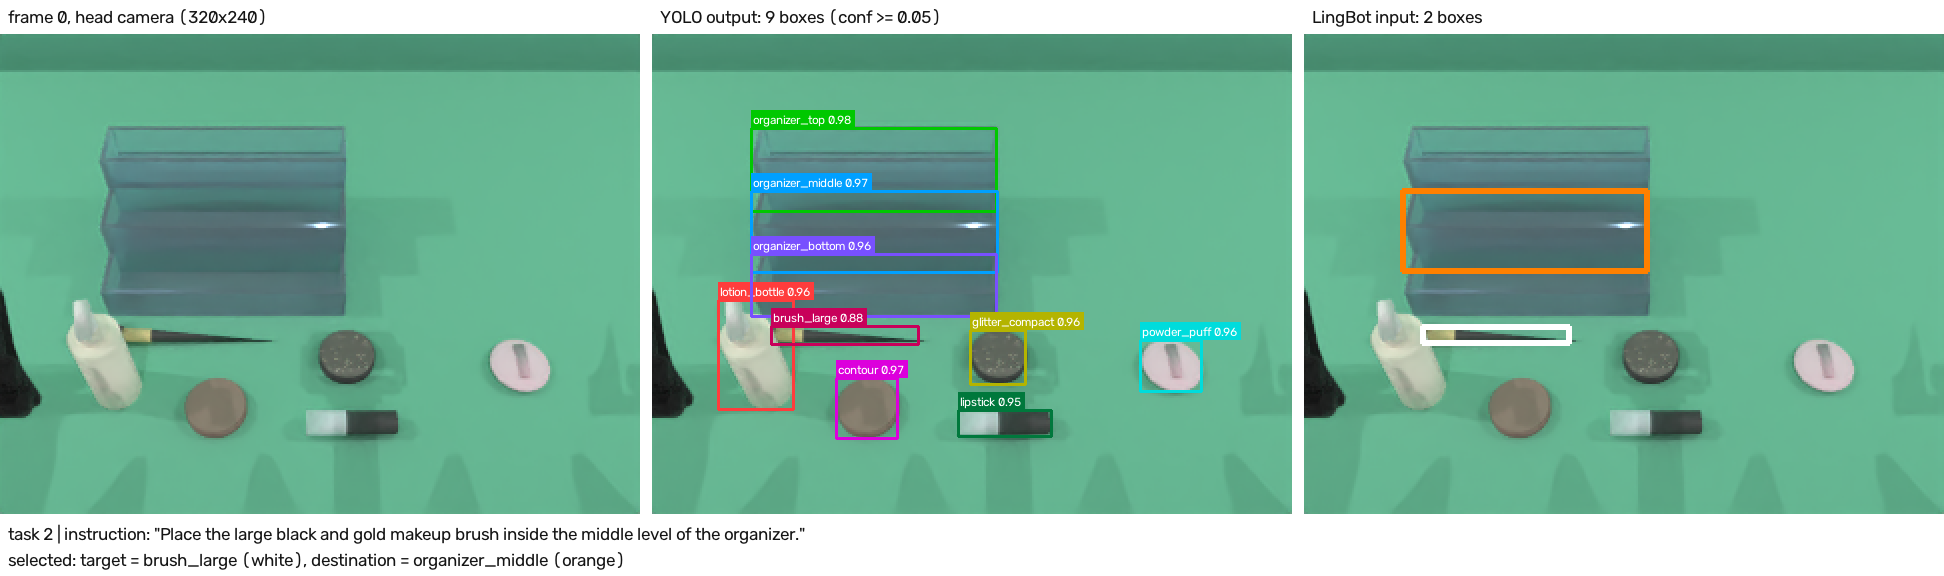 frame 0, head camera (320x240)
YOLO output: 9 boxes (conf >= 0.05)
LingBot input: 2 boxes
organizer_top 0.98
organizer_middle 0.97
organizer_bottom 0.96
lotion_bottle 0.96
brush_large 0.88
glitter_compact 0.96
powder_puff 0.96
contour 0.97
lipstick 0.95
task 2 | instruction: "Place the large black and gold makeup brush inside the middle level of the organizer."
selected: target = brush_large (white), destination = organizer_middle (orange)